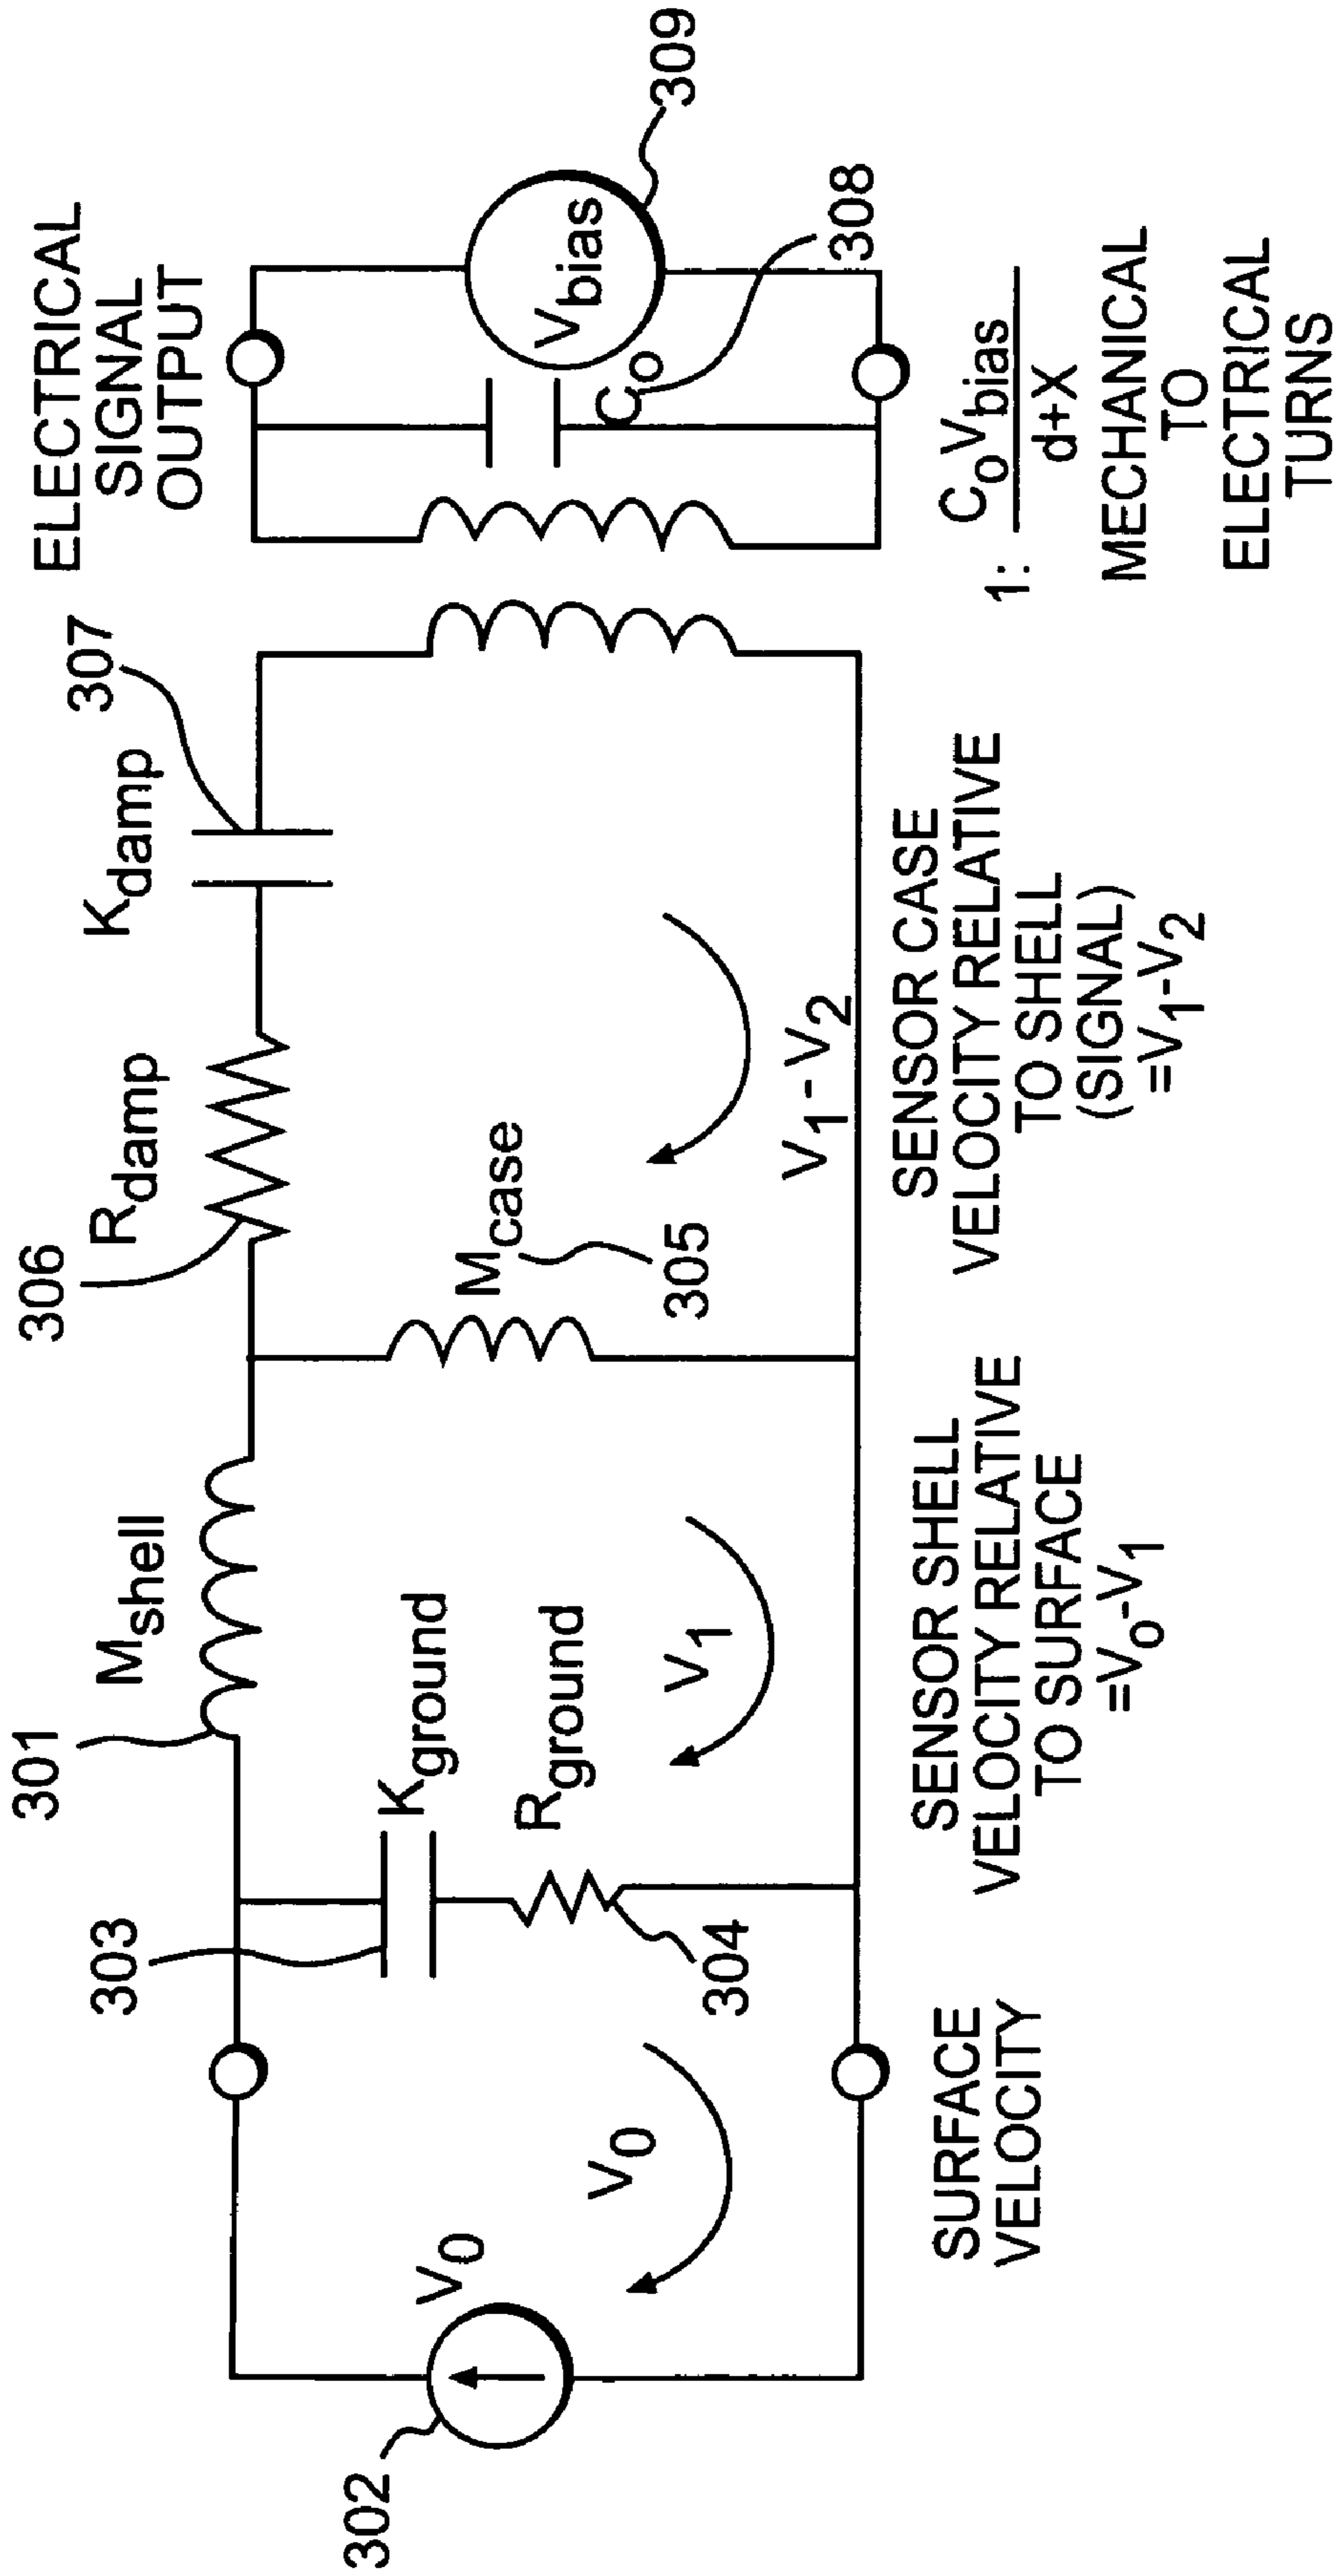 ELECTRICAL
SIGNAL
OUTPUT
301
M_shell
306
R_damp
K_damp
307
303
K_ground
R_ground
304
M_case
305
302
V_0
V_0
V_1
V_1-V_2
C_o
308
V_bias
309
SURFACE
VELOCITY
SENSOR SHELL
VELOCITY RELATIVE
TO SURFACE
=V_o-V_1
SENSOR CASE
VELOCITY RELATIVE
TO SHELL
(SIGNAL)
=V_1-V_2
1: C_o V_bias
d+X
MECHANICAL
TO
ELECTRICAL
TURNS